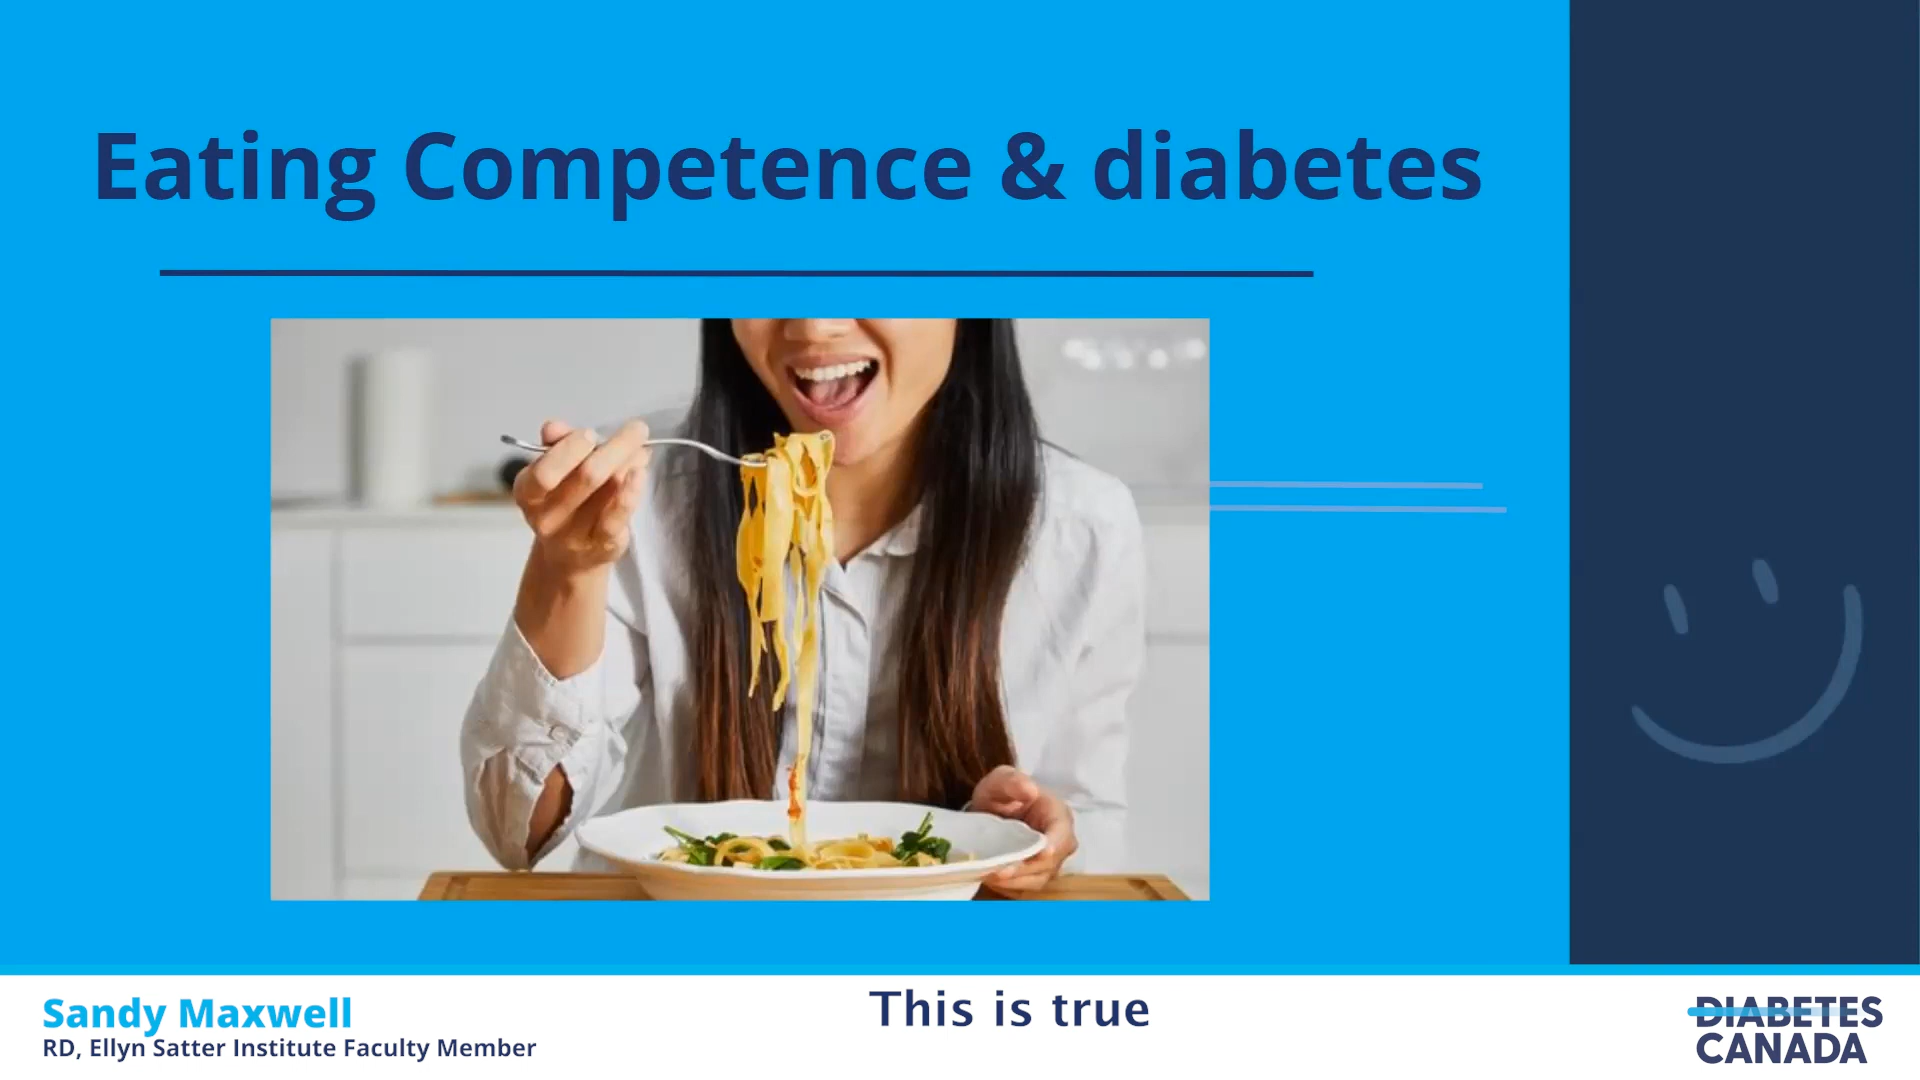 Eating Competence & diabetes
Sandy Maxwell
RD, Ellyn Satter Institute Faculty Member
This is true
DIABETES
CANADA